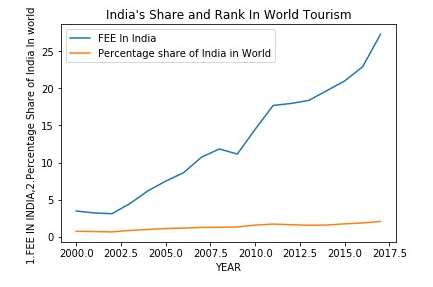 India's Share and Rank In World Tourism
FEE In India
Percentage share of India in World
1.FEE IN INDIA,2.Percentage Share of India In world
25
20
15
10
5
0
2000.0 2002.5 2005.0 2007.5 2010.0 2012.5 2015.0 2017.5
YEAR